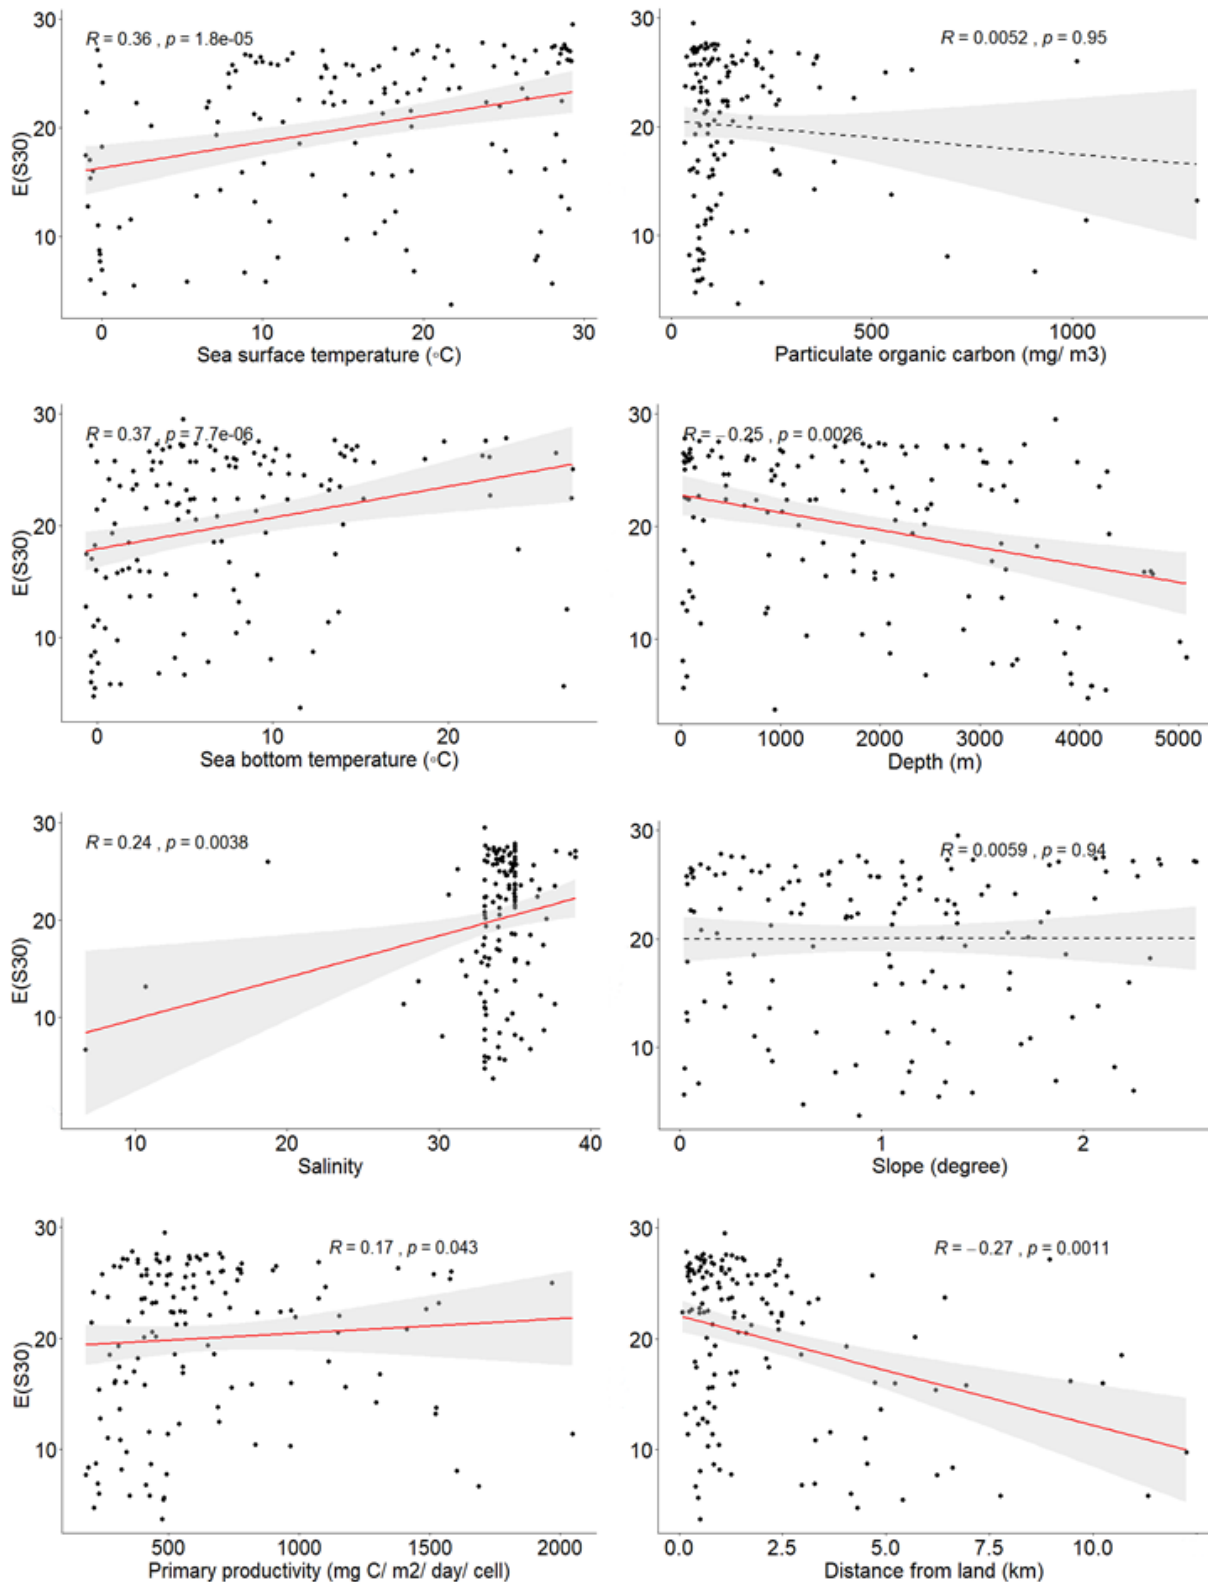 30
R = 0.36 , p = 1.8e-05
20
E(S30)
10
0 10 20 30
Sea surface temperature (∘C)
30
R = 0.0052 , p = 0.95
20
E(S30)
10
0 500 1000
Particulate organic carbon (mg/ m3)
30
R = 0.37 , p = 7.7e-06
20
E(S30)
10
0 10 20
Sea bottom temperature (∘C)
30
R = −0.25 , p = 0.0026
20
E(S30)
10
0 1000 2000 3000 4000 5000
Depth (m)
30
R = 0.24 , p = 0.0038
20
E(S30)
10
10 20 30 40
Salinity
30
R = 0.0059 , p = 0.94
20
E(S30)
10
0 1 2
Slope (degree)
30
R = 0.17 , p = 0.043
20
E(S30)
10
500 1000 1500 2000
Primary productivity (mg C/ m2/ day/ cell)
30
R = −0.27 , p = 0.0011
20
E(S30)
10
0.0 2.5 5.0 7.5 10.0
Distance from land (km)